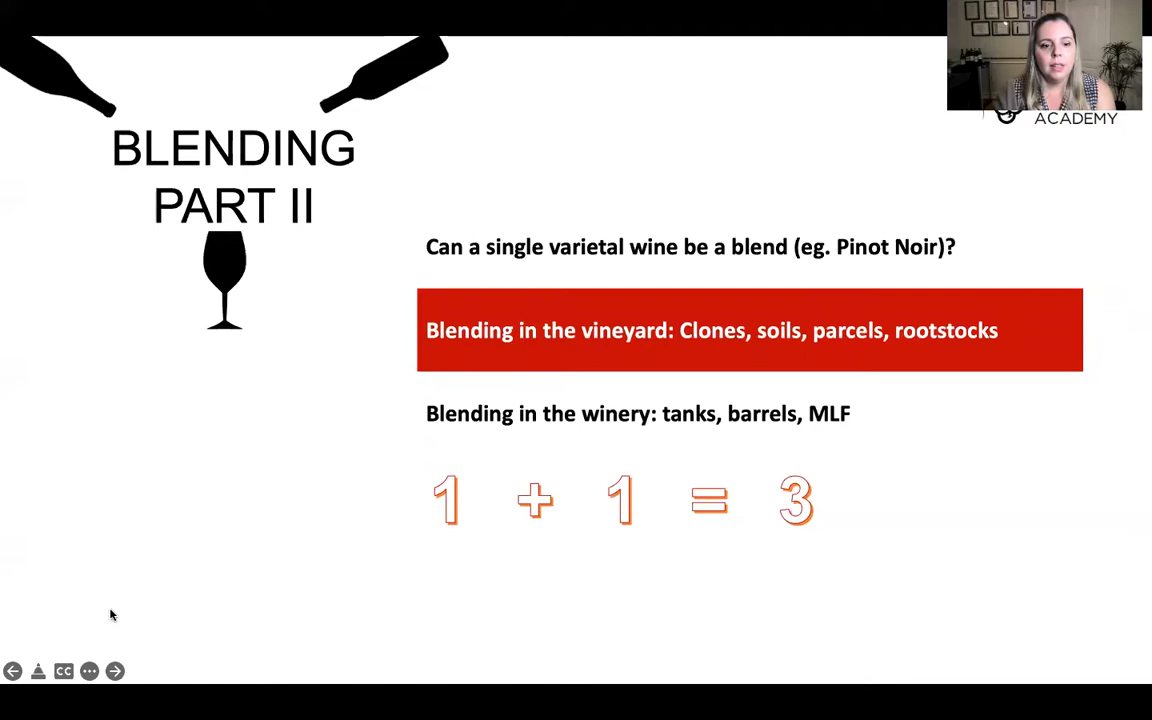 BLENDING
PART II
ACADEMY
Can a single varietal wine be a blend (eg. Pinot Noir)?
Blending in the vineyard: Clones, soils, parcels, rootstocks
Blending in the winery: tanks, barrels, MLF
1 + 1 = 3
CC